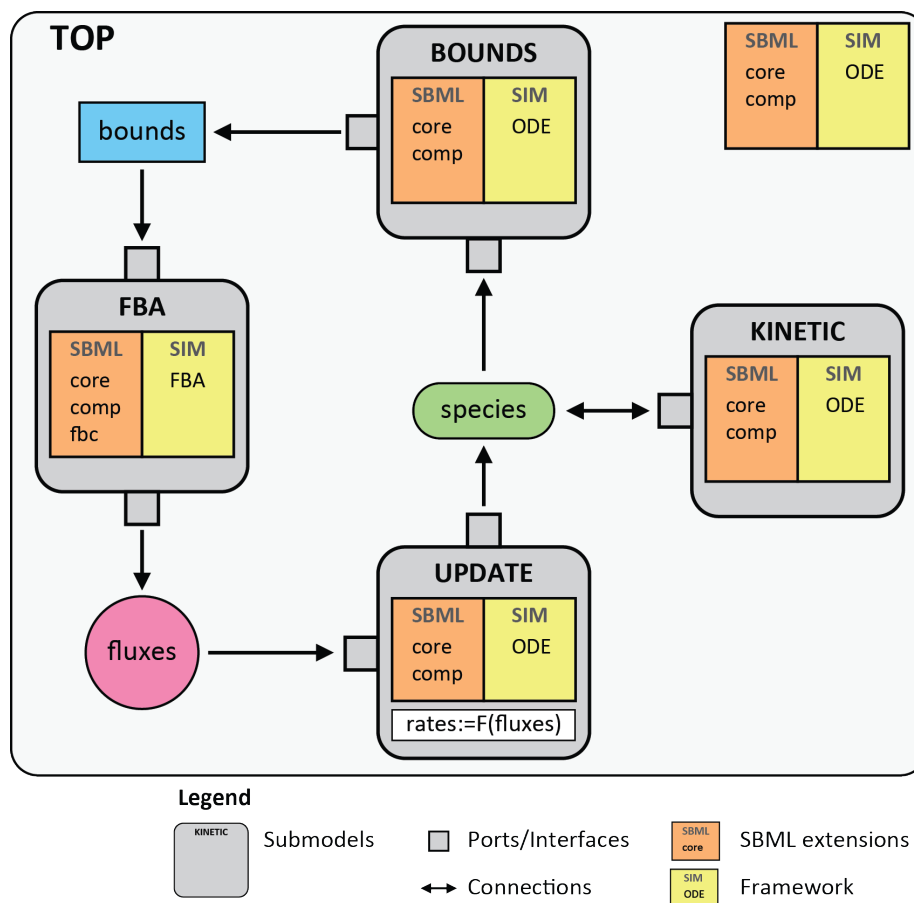 TOP
BOUNDS
SBML SIM
core ODE
comp
SBML SIM
core ODE
comp
bounds
FBA
SBML SIM
core FBA
comp
fbc
KINETIC
SBML SIM
core ODE
comp
species
UPDATE
SBML SIM
core ODE
comp
rates:=F(fluxes)
fluxes
Legend
KINETIC
Submodels
Ports/Interfaces
Connections
SBML
core
SBML extensions
SIM
ODE
Framework